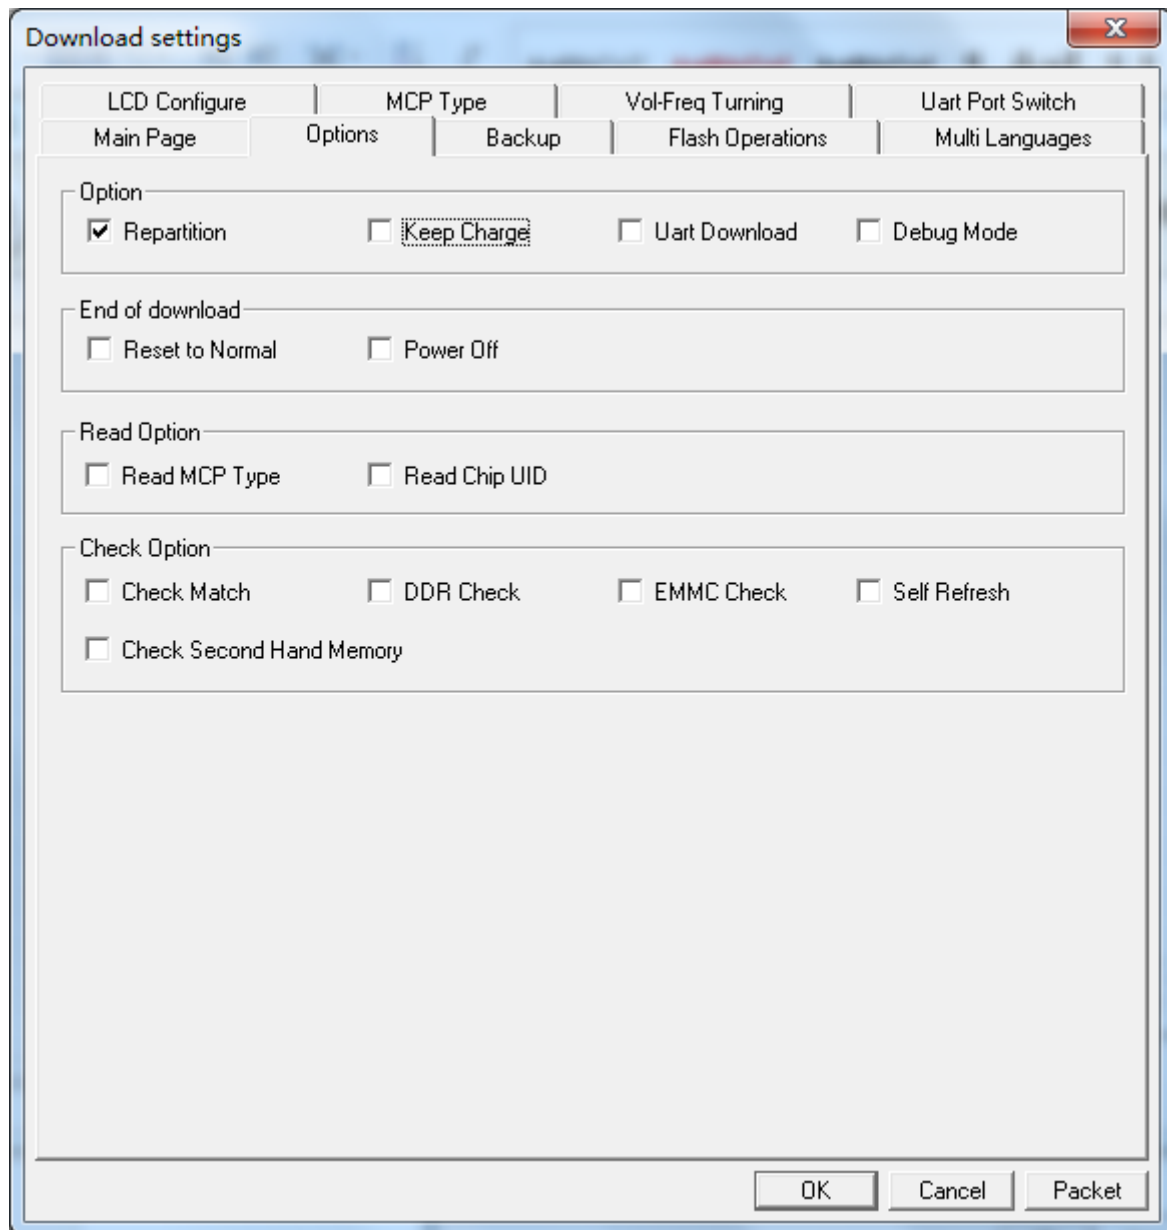 Download settings
LCD Configure MCP Type Vol-Freq Turning Uart Port Switch
Main Page Options Backup Flash Operations Multi Languages
Option
Repartition Keep Charge Uart Download Debug Mode
End of download
Reset to Normal Power Off
Read Option
Read MCP Type Read Chip UID
Check Option
Check Match DDR Check EMMC Check Self Refresh
Check Second Hand Memory
OK Cancel Packet